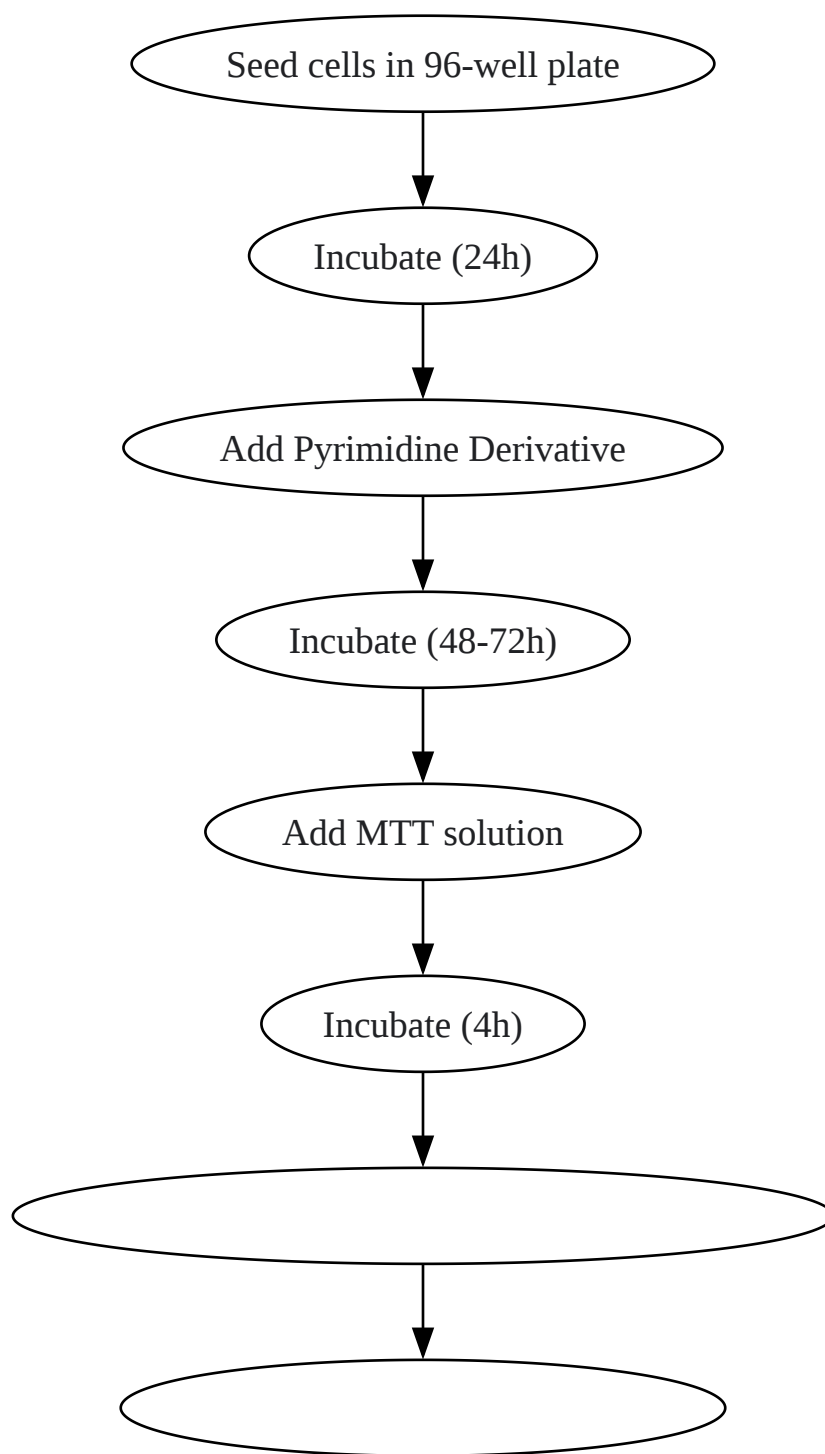 Seed cells in 96-well plate
Incubate (24h)
Add Pyrimidine Derivative
Incubate (48-72h)
Add MTT solution
Incubate (4h)